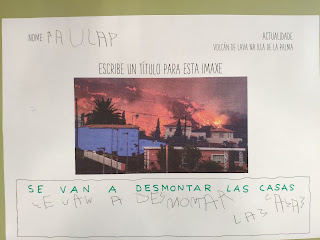 NOME PAULA P
ACTUALIDADE
VOLCÁN DE LAVA NA ILLA DE LA PALMA
ESCRIBE UN TÍTULO PARA ESTA IMAXE
SE VAN A DESMONTAR LAS CASAS
SE VAN A DESMONTAR
LAS CASAS